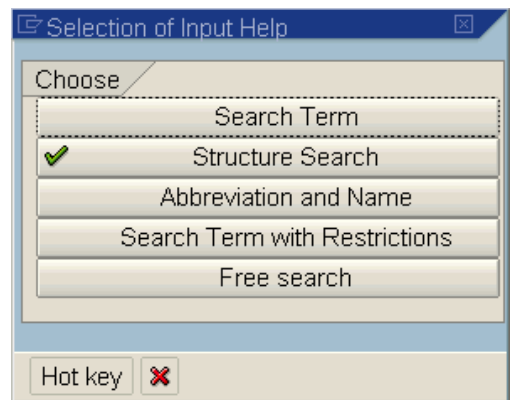 Selection of Input Help
Choose
Search Term
Structure Search
Abbreviation and Name
Search Term with Restrictions
Free search
Hot key